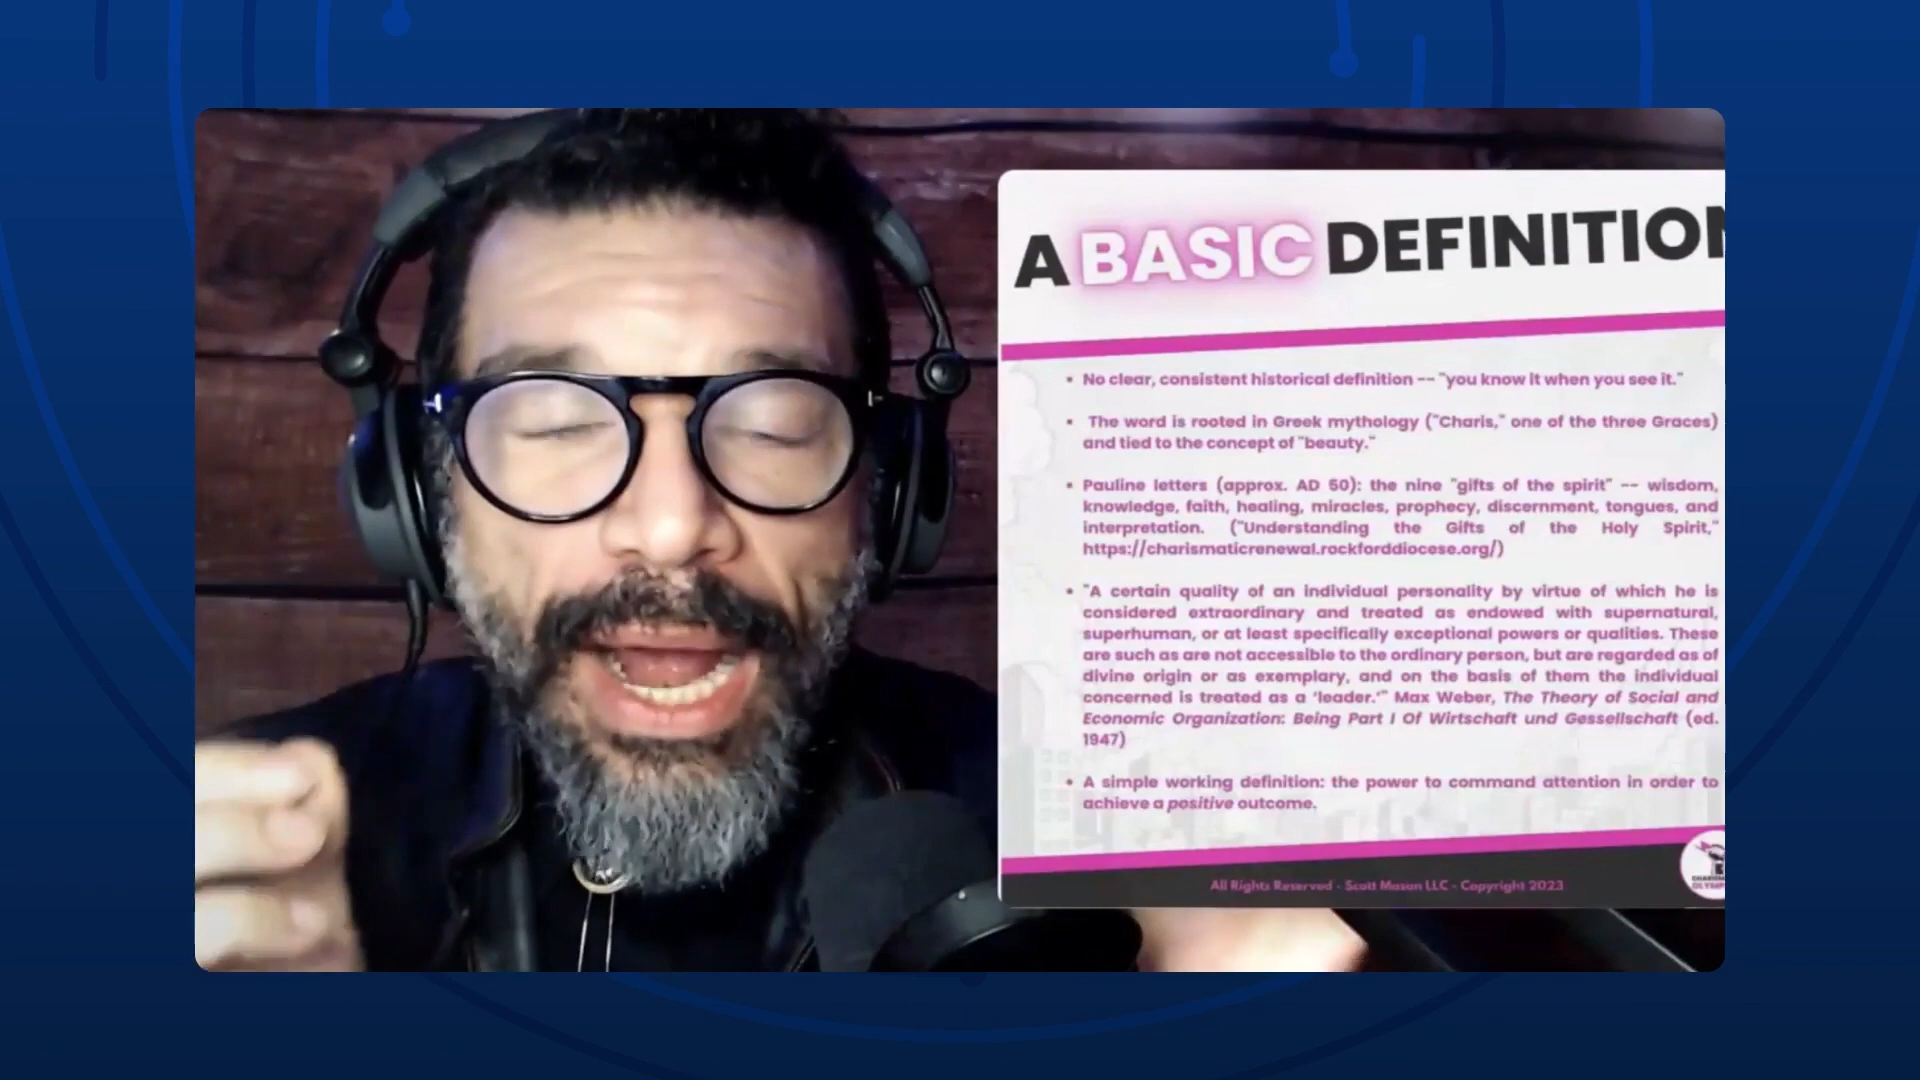 A BASIC DEFINITION
• No clear, consistent historical definition -- "you know it when you see it."
• The word is rooted in Greek mythology ("Charis," one of the three Graces)
and tied to the concept of "beauty."
• Pauline letters (approx. AD 50): the nine "gifts of the spirit" -- wisdom,
knowledge, faith, healing, miracles, prophecy, discernment, tongues, and
interpretation. ("Understanding the Gifts of the Holy Spirit,"
https://charismaticrenewal.rockforddiocese.org/)
• "A certain quality of an individual personality by virtue of which he is
considered extraordinary and treated as endowed with supernatural,
superhuman, or at least specifically exceptional powers or qualities. These
are such as are not accessible to the ordinary person, but are regarded as of
divine origin or as exemplary, and on the basis of them the individual
concerned is treated as a 'leader.'" Max Weber, The Theory of Social and
Economic Organization: Being Part I Of Wirtschaft und Gessellschaft (ed.
1947)
• A simple working definition: the power to command attention in order to
achieve a positive outcome.
All Rights Reserved - Scott Mason LLC - Copyright 2023